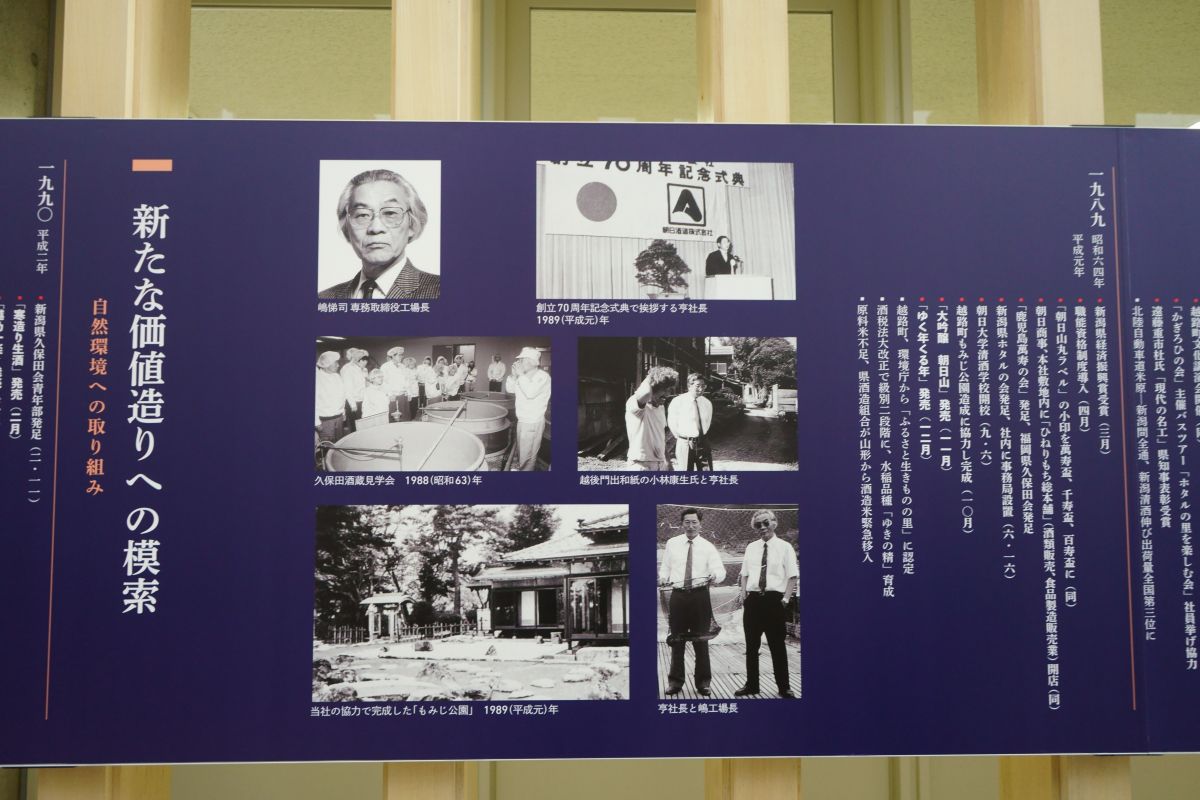 「かぎろひの会」主催バスツアー「ホタルの里を楽しむ会」社員挙げ協力
遠藤重市杜氏「現代の名工」県知事表彰受賞
北陸自動車道米原―新潟間全通、新潟清酒伸び出荷量全国第三位に
一九八九 昭和六四年
平成元年
新潟県経済振興賞受賞（三月）
職能資格制度導入（四月）
「朝日山丸ラベル」の小印を萬寿盃、千寿盃、百寿盃に（同）
朝日商事、本社敷地内に「ひねりもち総本舗」（酒類販売、食品製造販売業）開店（同）
「鹿児島萬寿の会」発足、福岡県久保田会発足
新潟県ホタルの会発足、社内に事務局設置（六・一六）
朝日大学清酒学校開校（九・六）
越路町もみじ公園造成に協力し完成（一〇月）
「大吟醸 朝日山」発売（一一月）
「ゆく年くる年」発売（一二月）
越路町、環境庁から「ふるさと生きものの里」に認定
酒税法大改正で級別二段階に、水稲品種「ゆきの精」育成
原料米不足、県酒造組合が山形から酒造米緊急移入
創立70周年記念式典
朝日酒造株式会社
創立70周年記念式典で挨拶する亨社長
1989（平成元）年
嶋悌司 専務取締役工場長
越後門出和紙の小林康生氏と亨社長
久保田酒蔵見学会 1988（昭和63）年
亨社長と嶋工場長
当社の協力で完成した「もみじ公園」 1989（平成元）年
新たな価値造りへの模索
自然環境への取り組み
一九九〇 平成二年
新潟県久保田会青年部発足（二・一一）
「寒造り生酒」発売（二月）